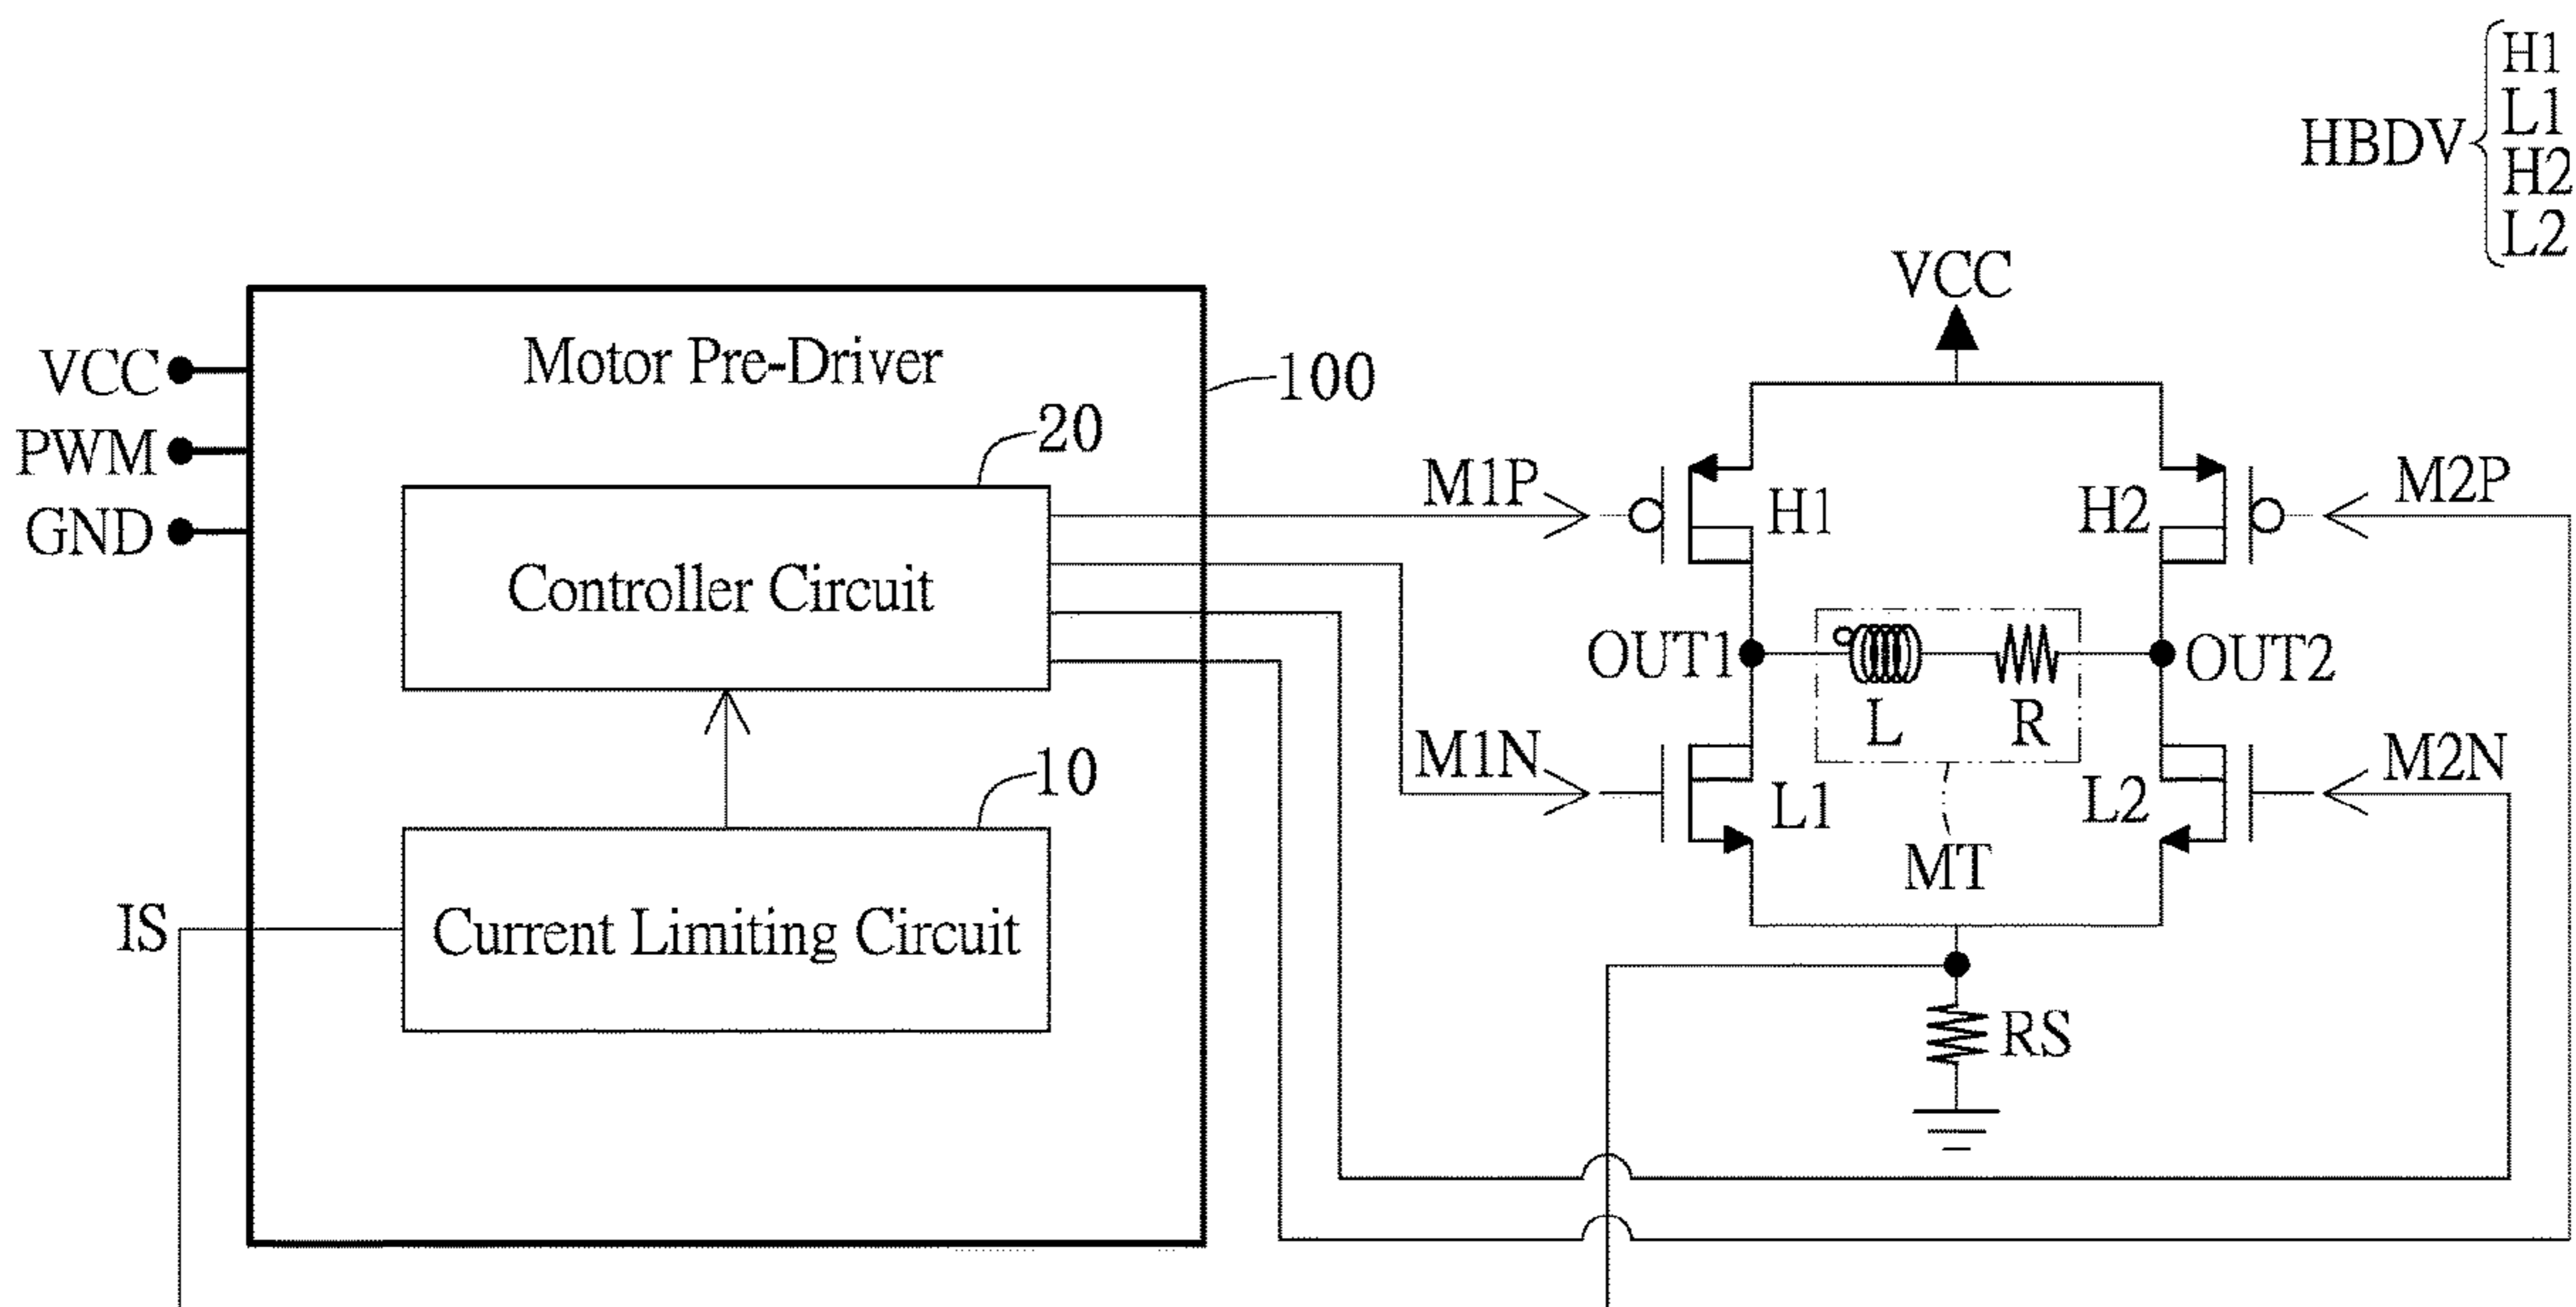 HBDV
H1
L1
H2
L2
VCC
PWM
GND
Motor Pre-Driver
100
20
Controller Circuit
10
Current Limiting Circuit
IS
VCC
M1P
H1
H2
M2P
OUT1
OUT2
L
R
M1N
L1
L2
M2N
MT
RS